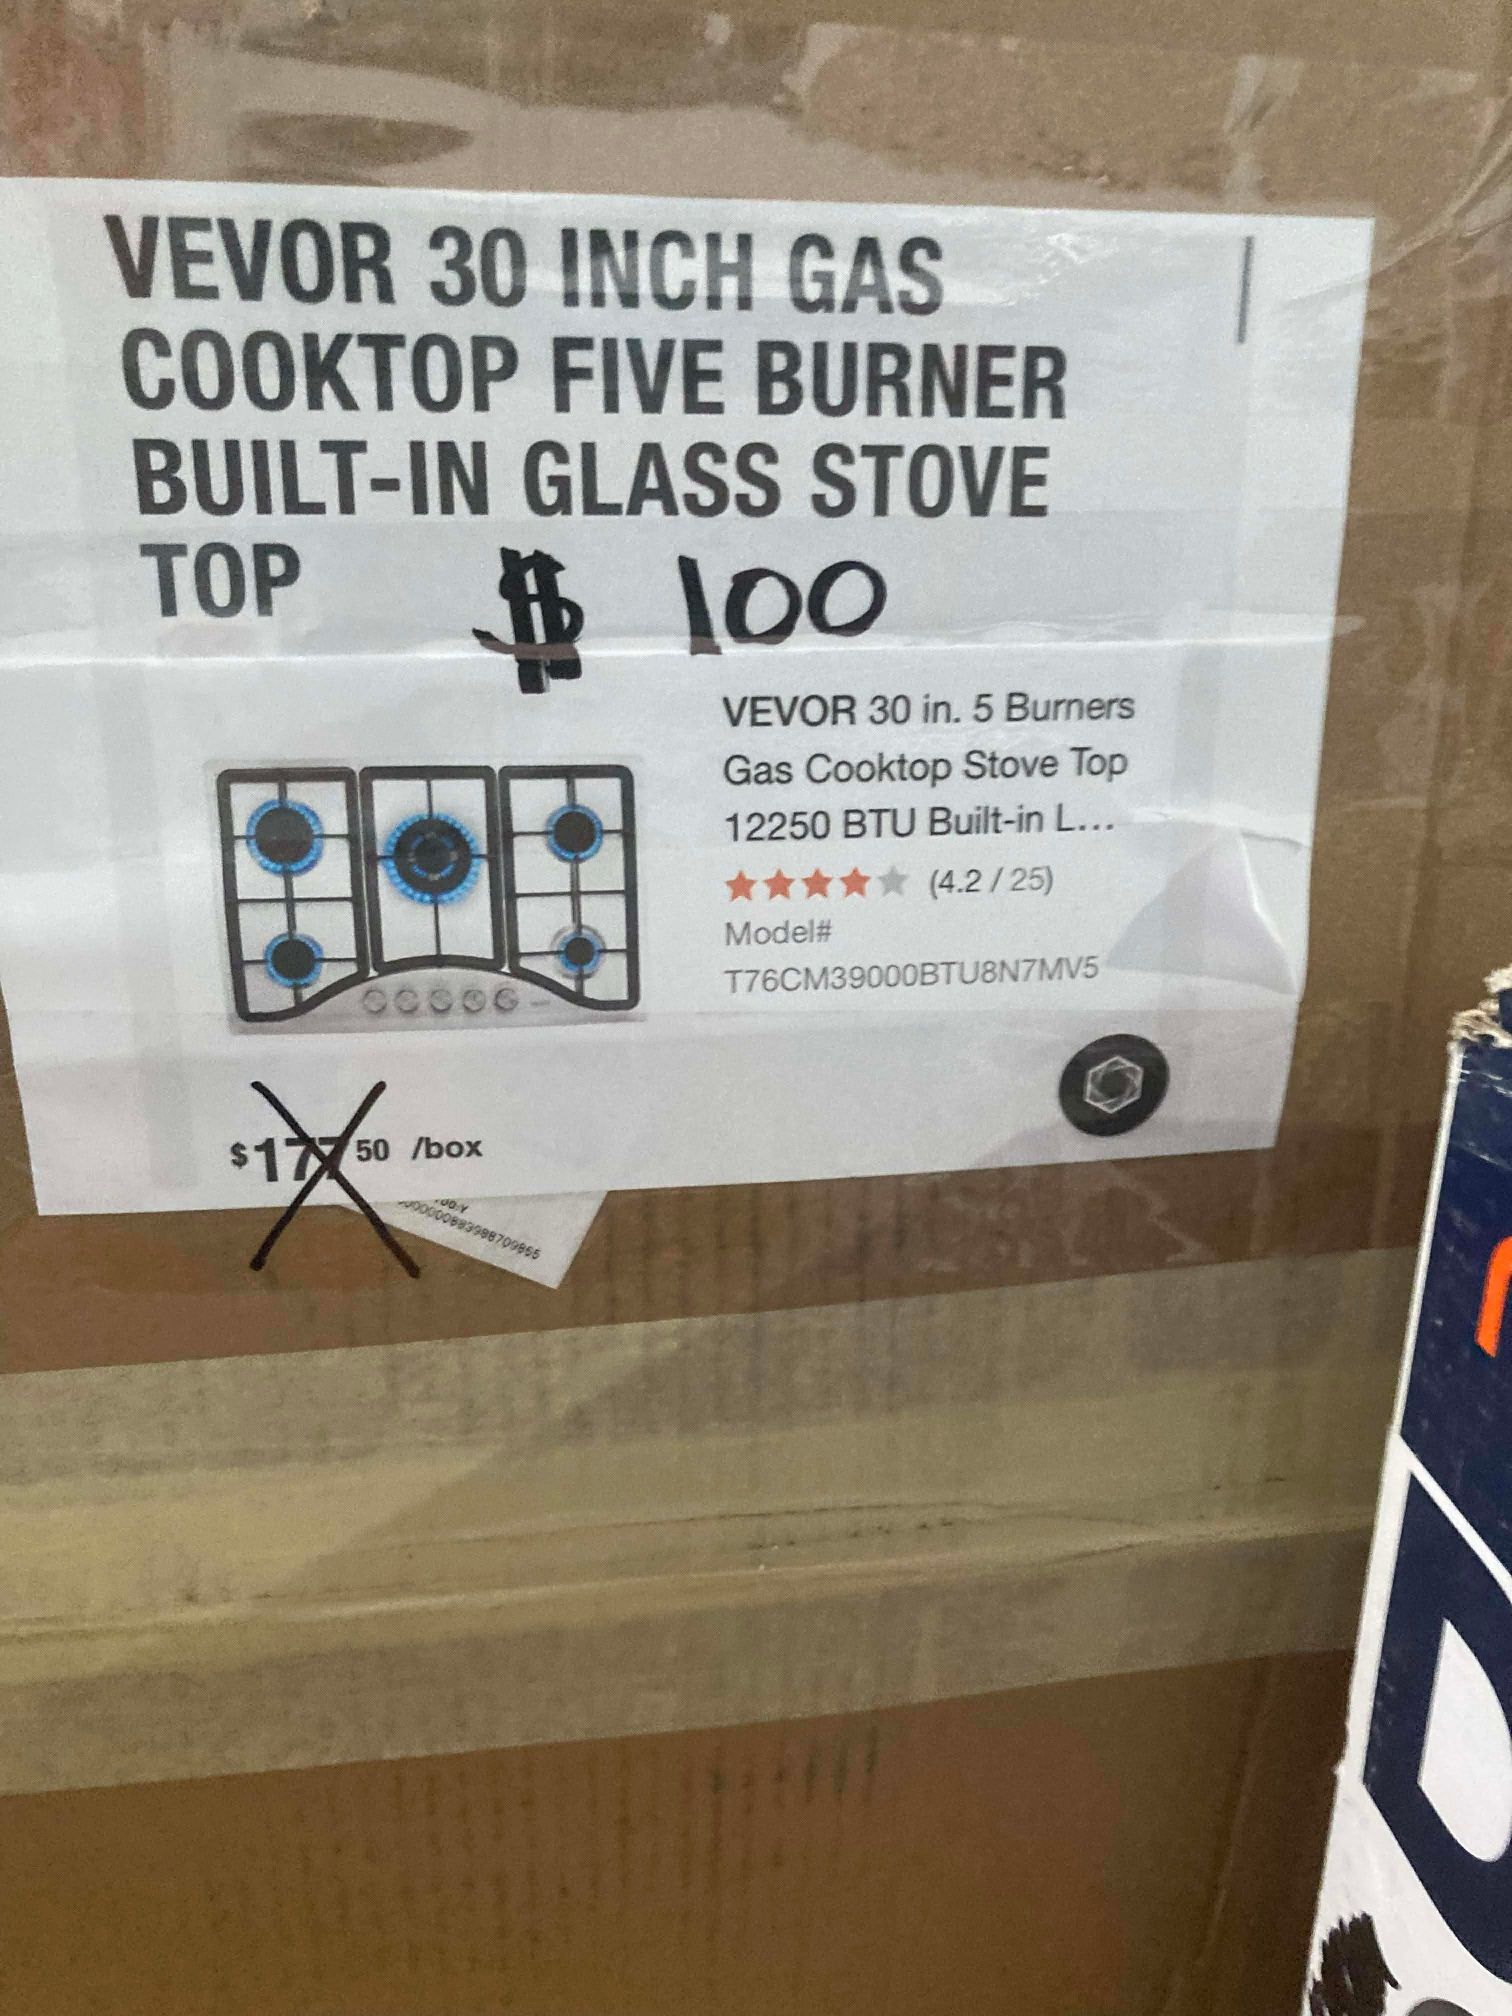 VEVOR 30 INCH GAS
COOKTOP FIVE BURNER
BUILT-IN GLASS STOVE
TOP $ 100
VEVOR 30 in. 5 Burners
Gas Cooktop Stove Top
12250 BTU Built-in L...
(4.2 / 25)
Model#
T76CM39000BTU8N7MV5
$177 50 /box